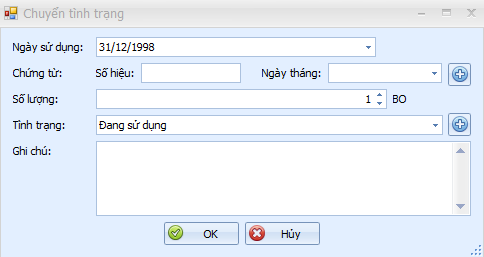 Chuyển tình trạng
Ngày sử dụng: 31/12/1998
Chứng từ: Số hiệu: Ngày tháng:
Số lượng: 1 BO
Tình trạng: Đang sử dụng
Ghi chú:
OK Hủy